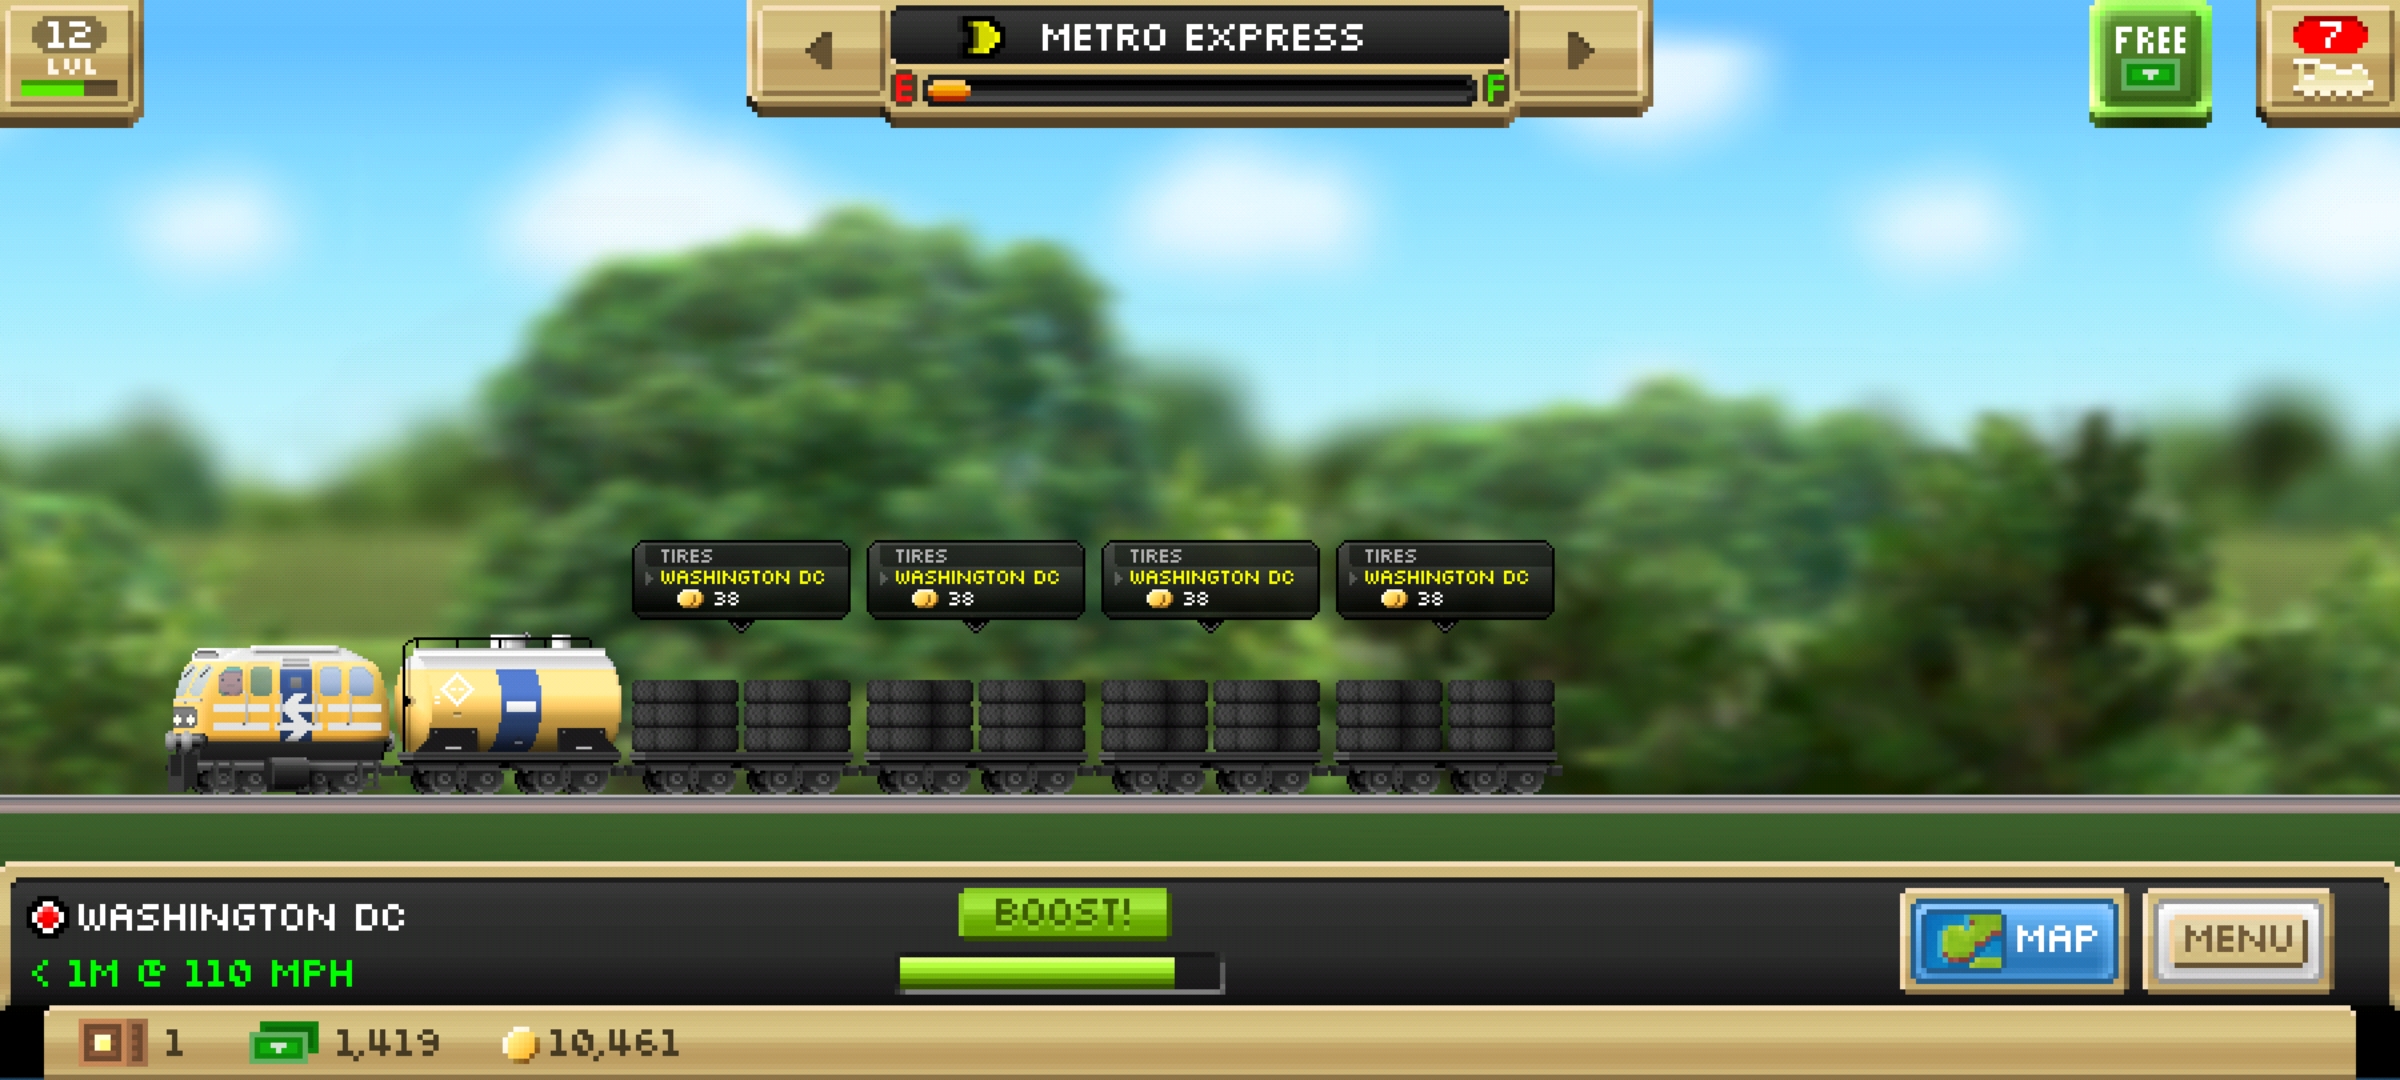 12
LVL
METRO EXPRESS
E F
FREE
7
TIRES
WASHINGTON DC
38
TIRES
WASHINGTON DC
38
TIRES
WASHINGTON DC
38
TIRES
WASHINGTON DC
38
WASHINGTON DC
< 1M @ 110 MPH
BOOST!
MAP
MENU
1
1,419
10,461